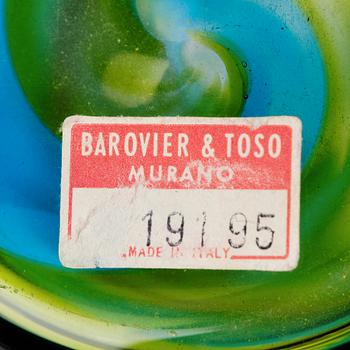 BAROVIER & TOSO
MURANO
191 95
MADE IN ITALY